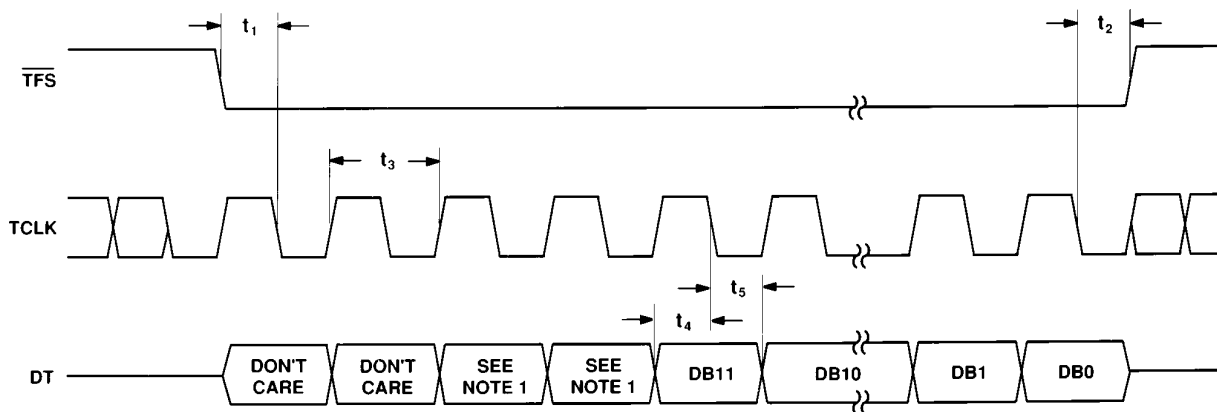 t1
t2
TFS
t3
TCLK
t5
t4
DT
DON'T
CARE
DON'T
CARE
SEE
NOTE 1
SEE
NOTE 1
DB11
DB10
DB1
DB0